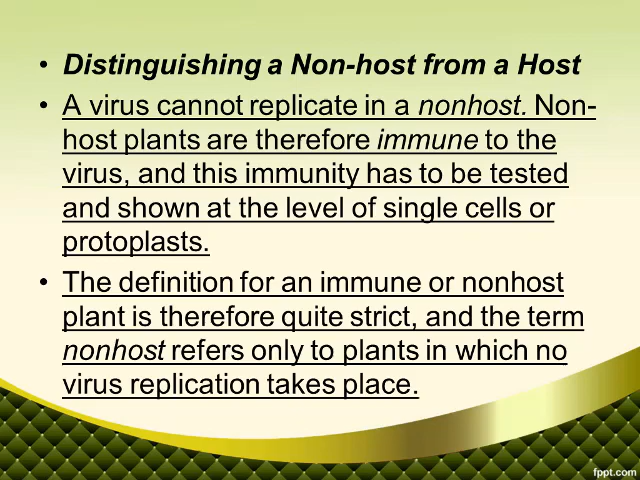 • Distinguishing a Non-host from a Host
• A virus cannot replicate in a nonhost. Non-
host plants are therefore immune to the
virus, and this immunity has to be tested
and shown at the level of single cells or
protoplasts.
• The definition for an immune or nonhost
plant is therefore quite strict, and the term
nonhost refers only to plants in which no
virus replication takes place.
fppt.com